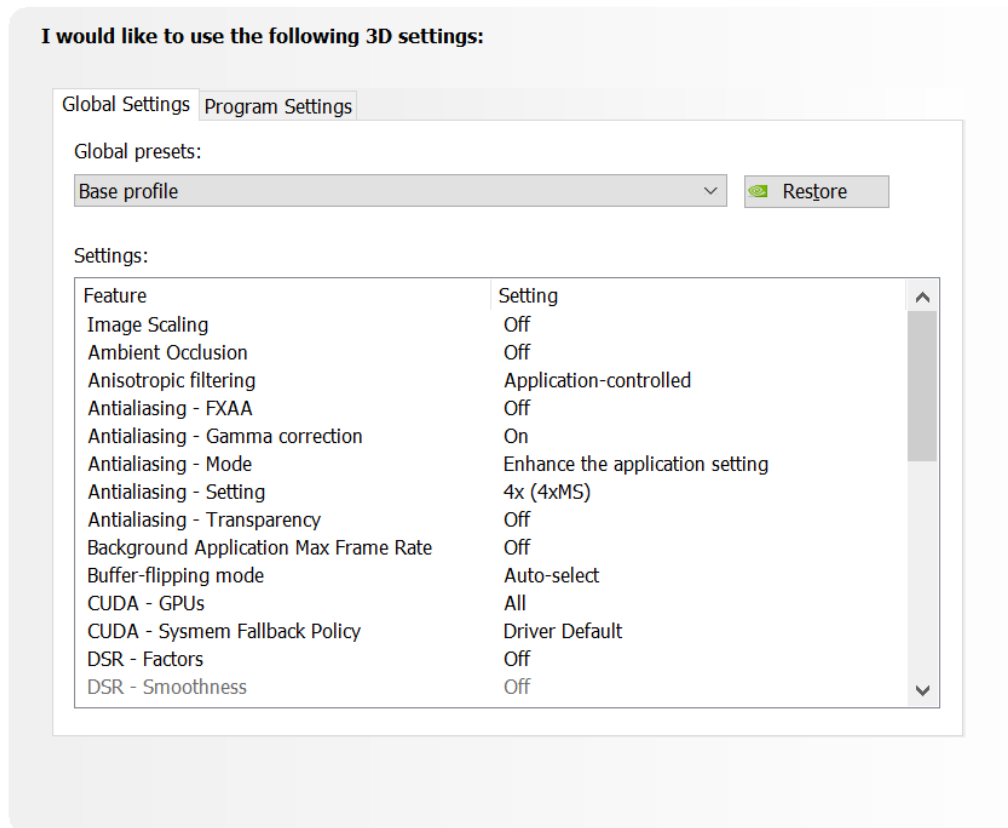 I would like to use the following 3D settings:
Global Settings Program Settings
Global presets:
Base profile Restore
Settings:
Feature Setting
Image Scaling Off
Ambient Occlusion Off
Anisotropic filtering Application-controlled
Antialiasing - FXAA Off
Antialiasing - Gamma correction On
Antialiasing - Mode Enhance the application setting
Antialiasing - Setting 4x (4xMS)
Antialiasing - Transparency Off
Background Application Max Frame Rate Off
Buffer-flipping mode Auto-select
CUDA - GPUs All
CUDA - Sysmem Fallback Policy Driver Default
DSR - Factors Off
DSR - Smoothness Off